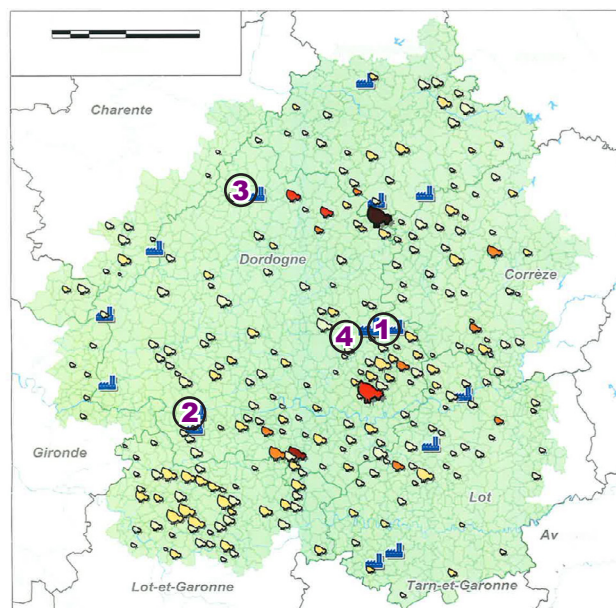 Charente
3
Dordogne
Corrèze
4
1
2
Gironde
Lot
Av
Lot-et-Garonne
Tarn-et-Garonne